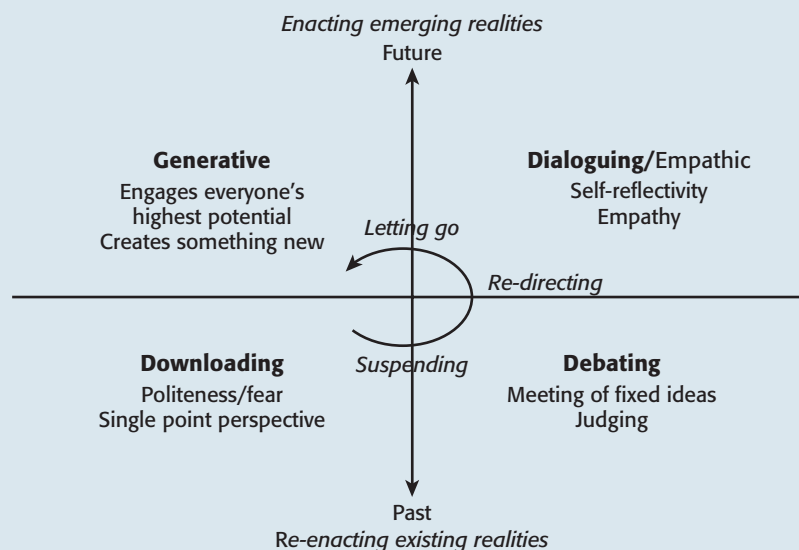 Enacting emerging realities
Future
Generative
Engages everyone's
highest potential
Creates something new
Dialoguing/Empathic
Self-reflectivity
Empathy
Letting go
Re-directing
Suspending
Downloading
Politeness/fear
Single point perspective
Debating
Meeting of fixed ideas
Judging
Past
Re-enacting existing realities